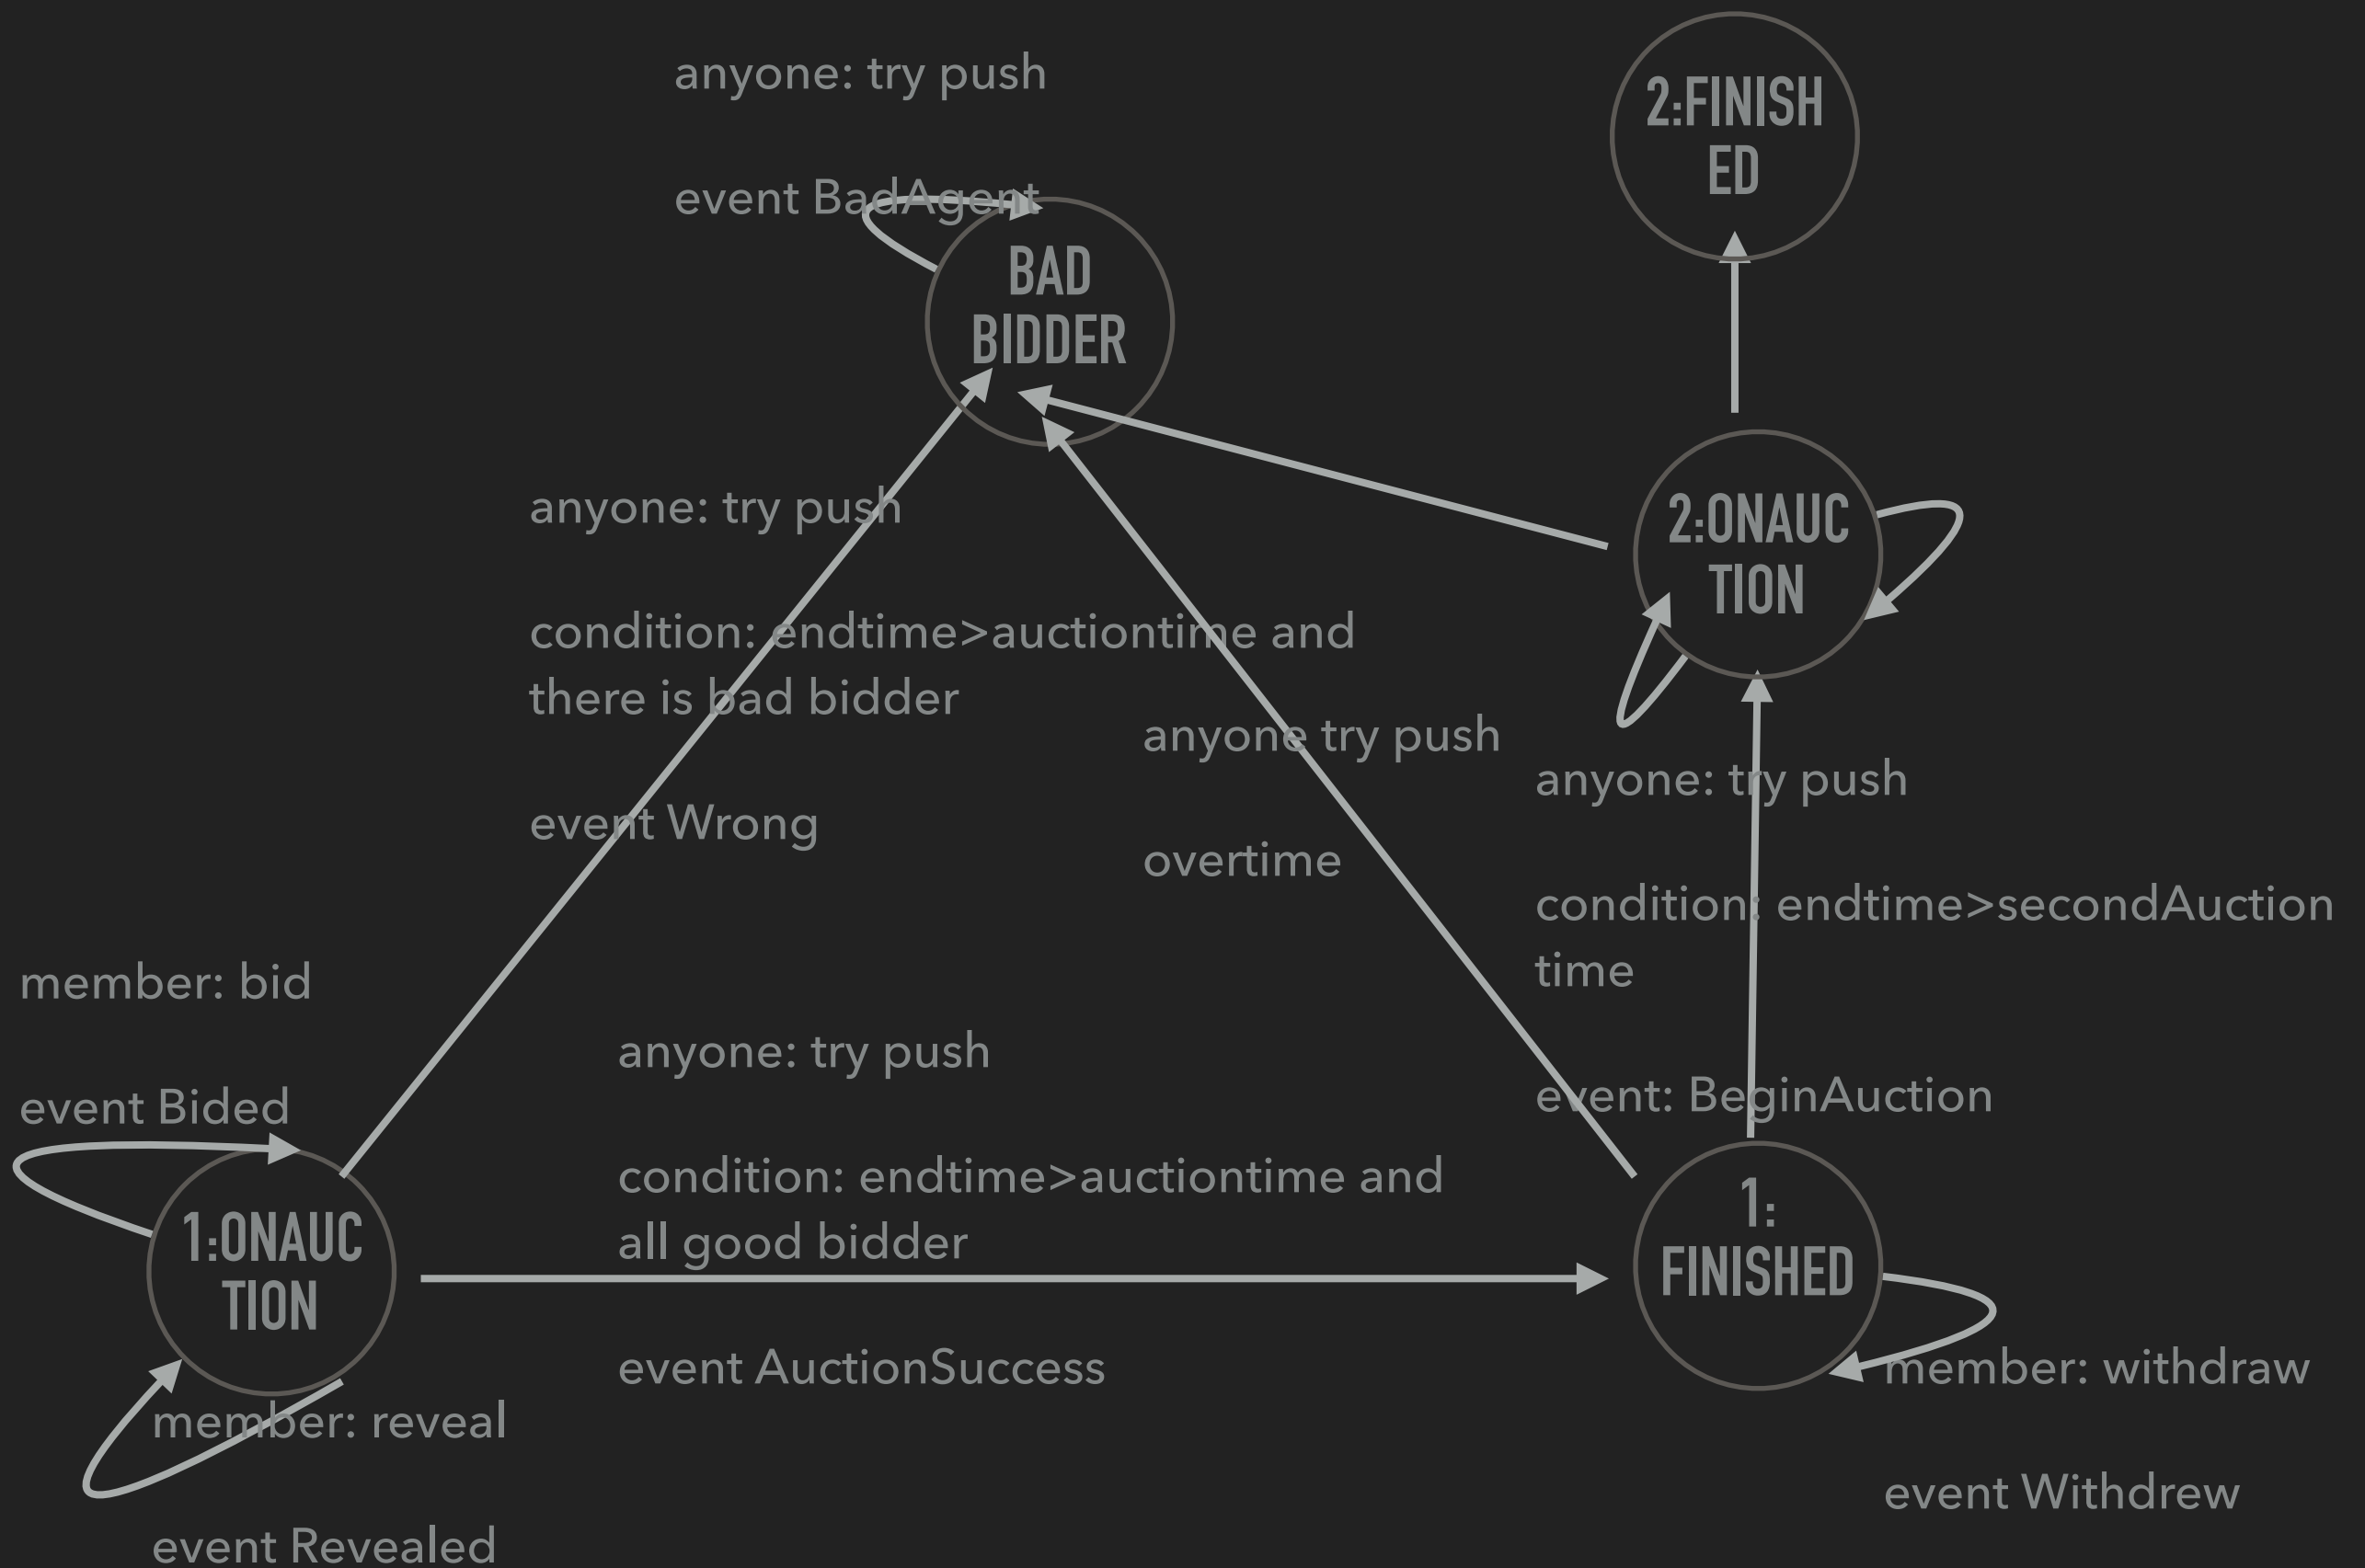 anyone: try push
event BadAgent
2:FINISH
ED
BAD
BIDDER
2:ONAUC
TION
anyone: try push
condition: endtime>auctiontime and
there is bad bidder
event Wrong
anyone try push
overtime
anyone: try push
condition: endtime>secondAuction
time
event: BeginAuction
member: bid
event Bided
1:ONAUC
TION
anyone: try push
condition: endtime>auctiontime and
all good bidder
event AuctionSuccess
1:
FINISHED
member: reveal
event Revealed
member: withdraw
event Withdrew